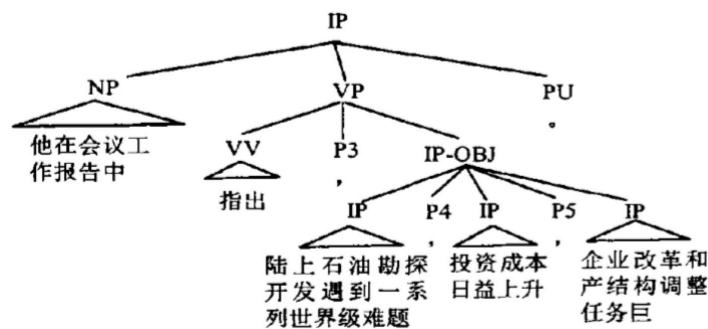 IP
NP VP PU
。
他在会议工
作报告中
VV P3 IP-OBJ
，
指出
IP P4 IP P5 IP
， ，
陆上石油勘探
开发遇到一系
列世界级难题
投资成本
日益上升
企业改革和
产结构调整
任务巨